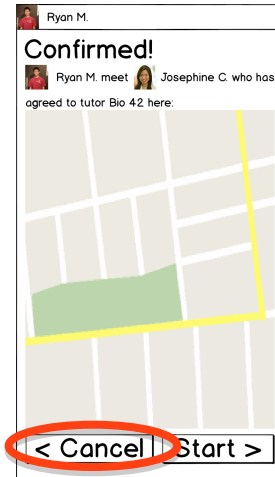 Ryan M.
Confirmed!
Ryan M. meet Josephine C. who has
agreed to tutor Bio 42 here:
< Cancel Start >